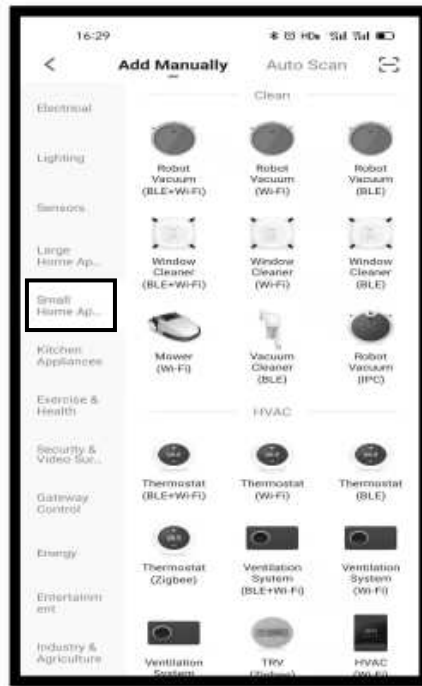 16:29
Add Manually Auto Scan
Electrical
Lighting
Sensors
Large
Home Ap...
Small
Home Ap...
Kitchen
Appliances
Exercise &
Health
Security &
Video Sur...
Gateway
Control
Energy
Entertainm
ent
Industry &
Agriculture
Clean
Robot
Vacuum
(BLE+Wi-Fi)
Robot
Vacuum
(Wi-Fi)
Robot
Vacuum
(BLE)
Window
Cleaner
(BLE+Wi-Fi)
Window
Cleaner
(Wi-Fi)
Window
Cleaner
(BLE)
Mower
(Wi-Fi)
Vacuum
Cleaner
(BLE)
Robot
Vacuum
(IPC)
HVAC
Thermostat
(BLE+Wi-Fi)
Thermostat
(Wi-Fi)
Thermostat
(BLE)
Thermostat
(Zigbee)
Ventilation
System
(BLE+Wi-Fi)
Ventilation
System
(Wi-Fi)
Ventilation
System
TRV
(Zigbee)
HVAC
(Wi-Fi)